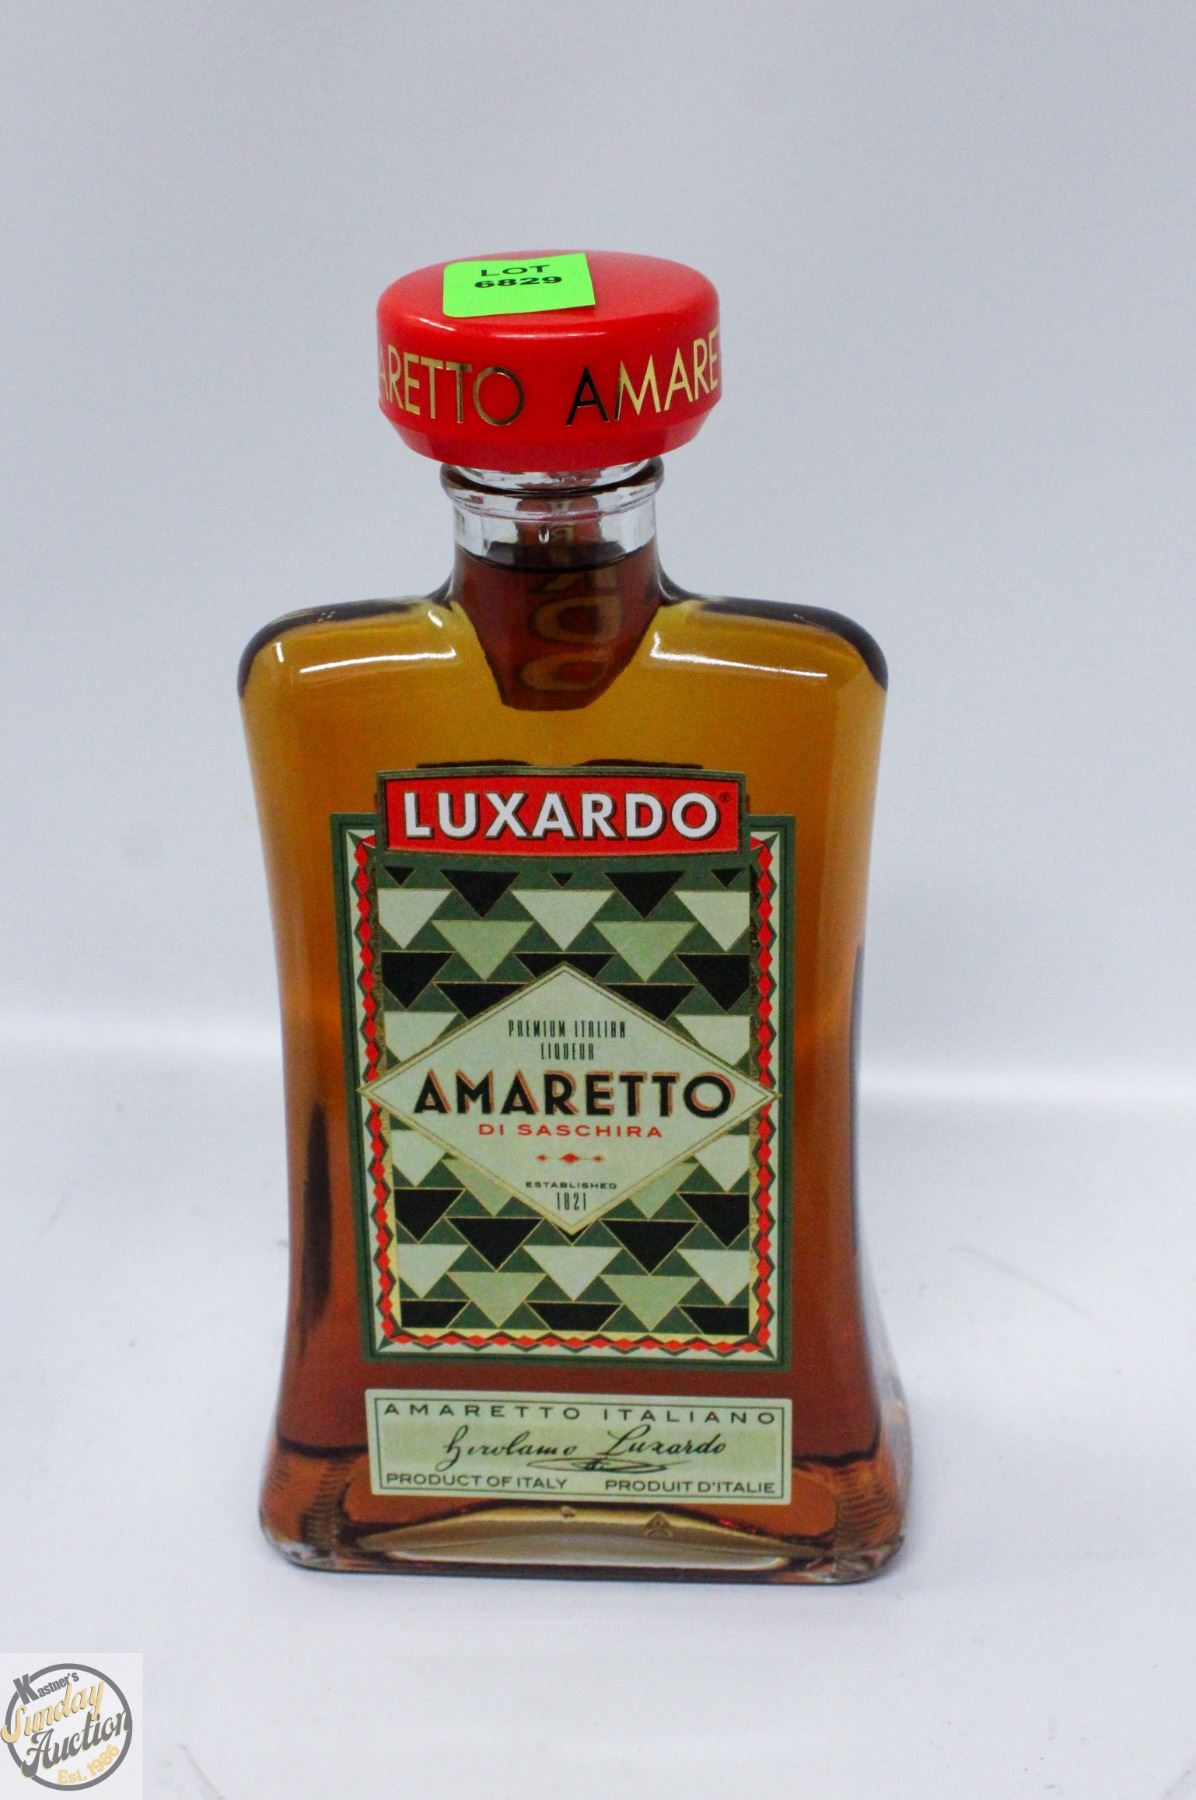 LOT
6829
ARETTO AMARE
LUXARDO®
PREMIUM ITALIAN
LIQUEUR
AMARETTO
DI SASCHIRA
ESTABLISHED
1821
AMARETTO ITALIANO
Girolamo Luxardo
PRODUCT OF ITALY PRODUIT D'ITALIE
Kastner's
Sunday
Auction
Est. 1986